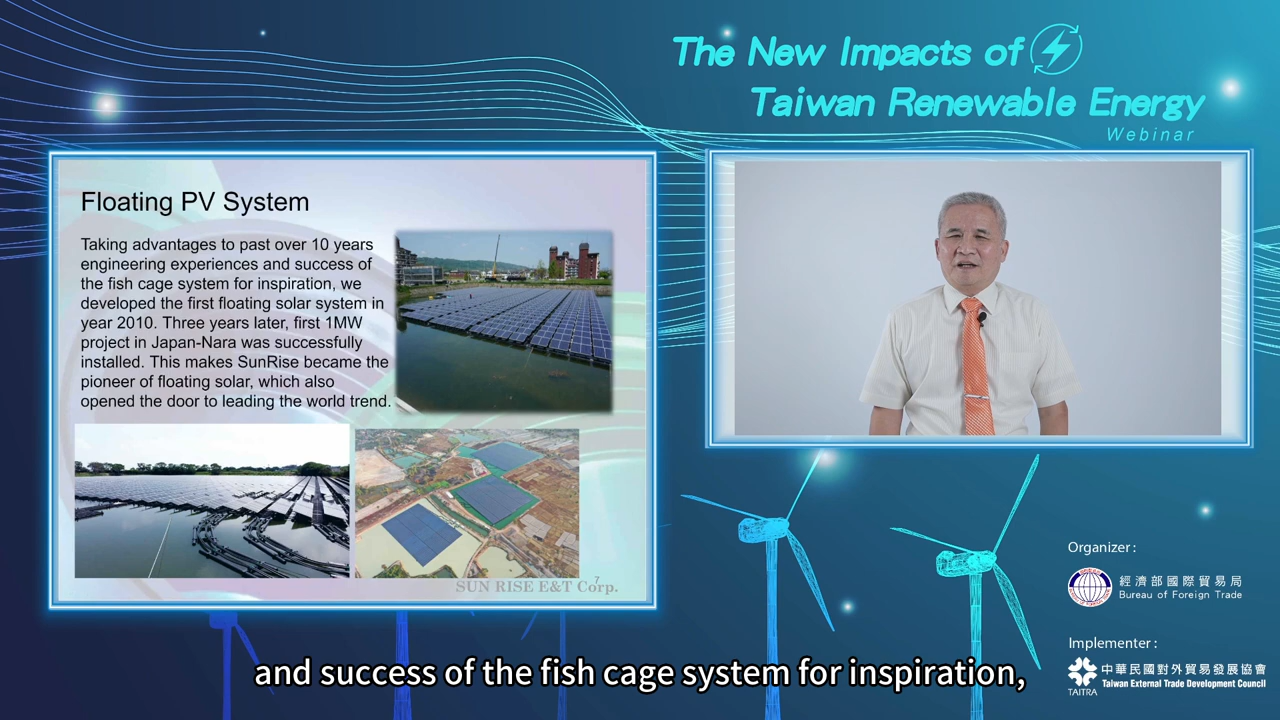 The New Impacts of
Taiwan Renewable Energy
Webinar
Floating PV System
Taking advantages to past over 10 years
engineering experiences and success of
the fish cage system for inspiration, we
developed the first floating solar system in
year 2010. Three years later, first 1MW
project in Japan-Nara was successfully
installed. This makes SunRise became the
pioneer of floating solar, which also
opened the door to leading the world trend.
7
SUN RISE E&T Corp.
Organizer :
經濟部國際貿易局
Bureau of Foreign Trade
Implementer :
中華民國對外貿易發展協會
Taiwan External Trade Development Council
TAITRA
and success of the fish cage system for inspiration,